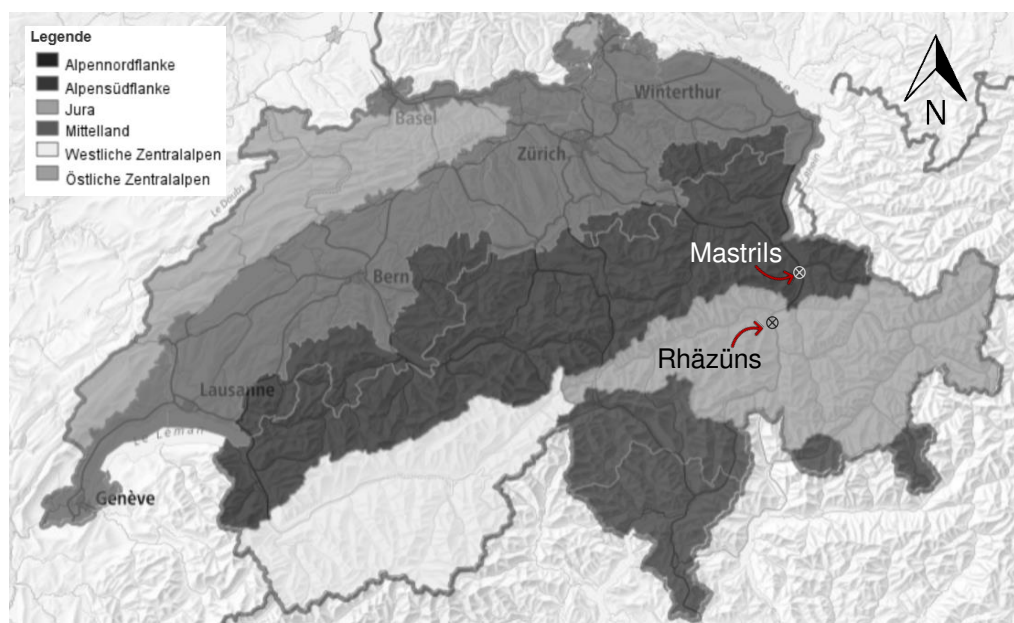 Legende
Alpennordflanke
Alpensüdflanke
Jura
Mittelland
Westliche Zentralalpen
Östliche Zentralalpen
N
Winterthur
Basel
Zürich
Le Doubs
Mastrils
Bern
Rhäzüns
Lausanne
Le Léman
Genève